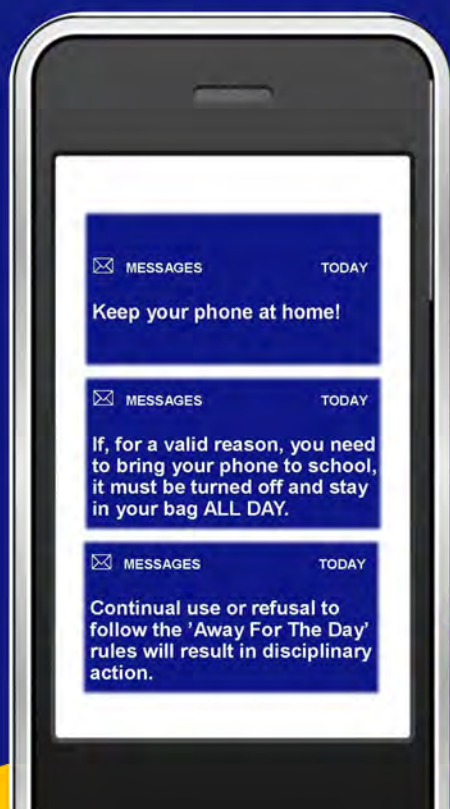 MESSAGES TODAY
Keep your phone at home!
MESSAGES TODAY
If, for a valid reason, you need
to bring your phone to school,
it must be turned off and stay
in your bag ALL DAY.
MESSAGES TODAY
Continual use or refusal to
follow the 'Away For The Day'
rules will result in disciplinary
action.